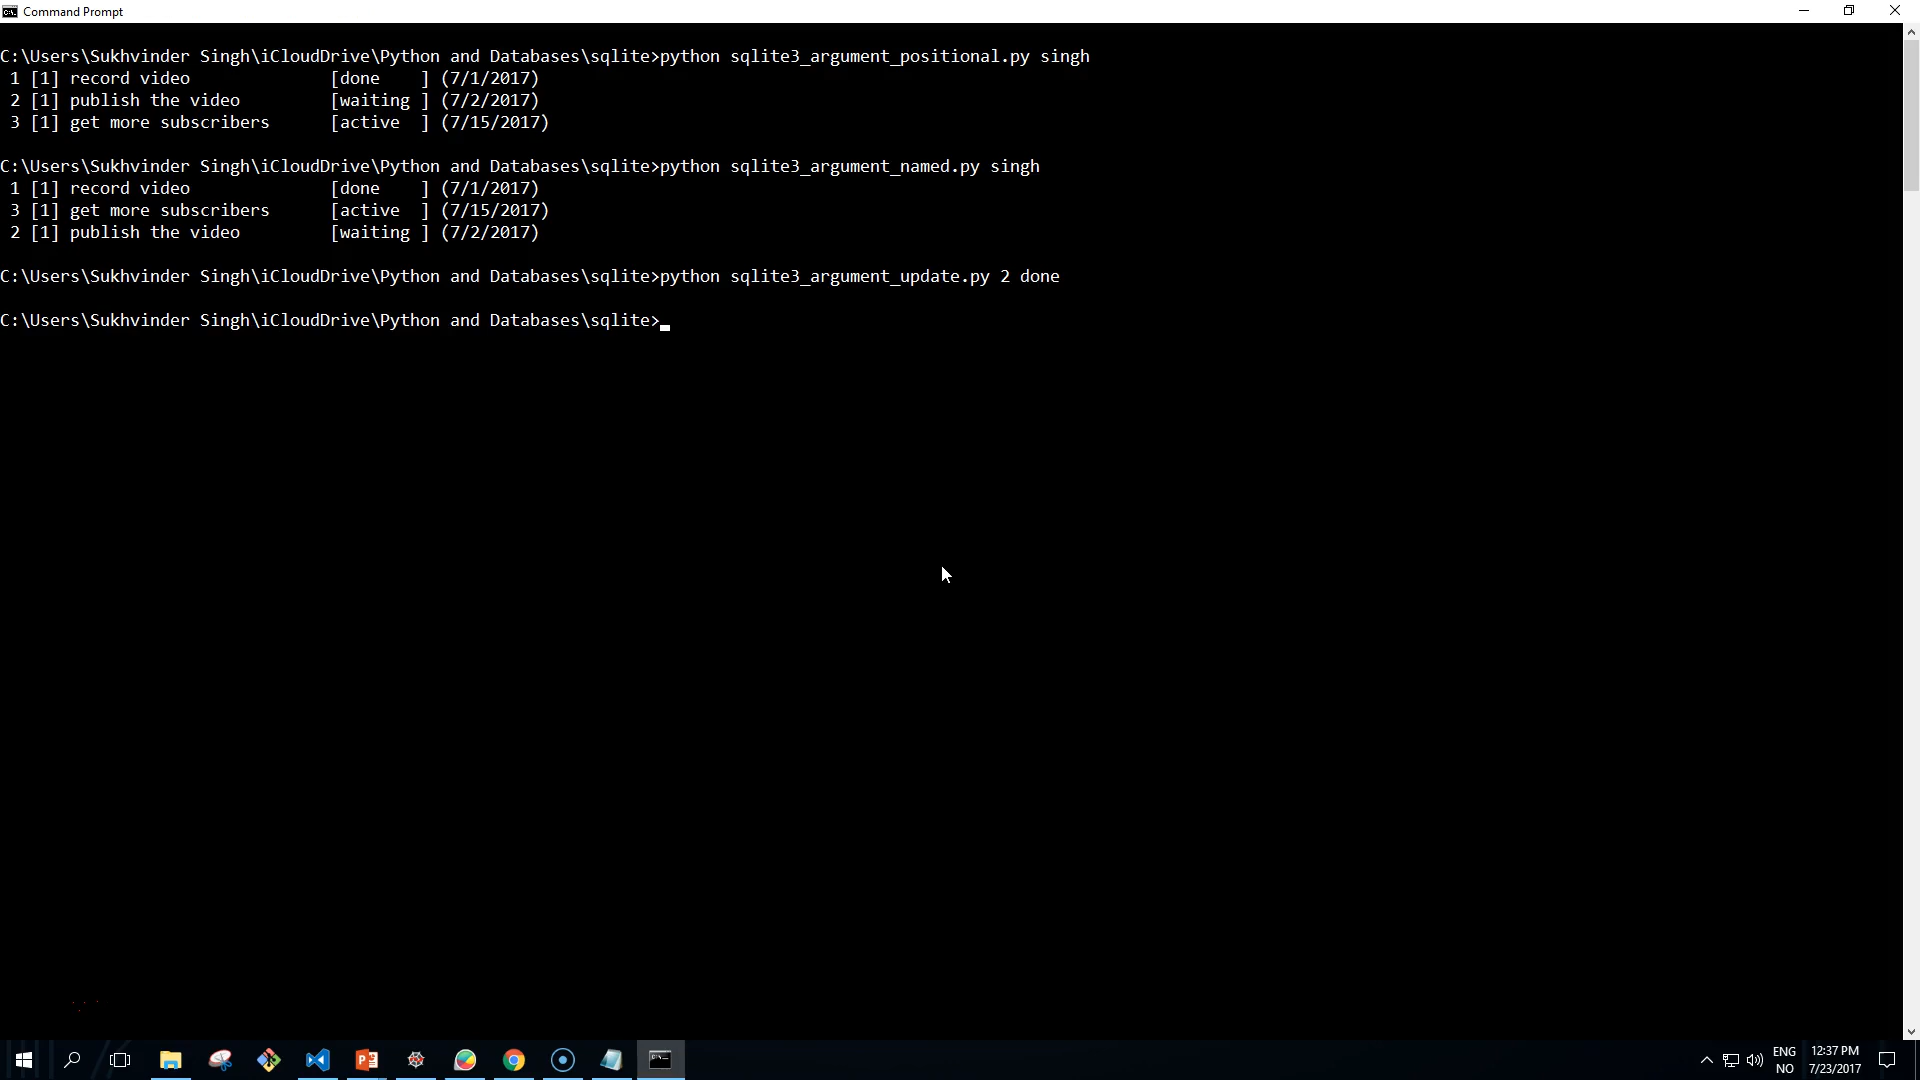 Command Prompt
C:\Users\Sukhvinder Singh\iCloudDrive\Python and Databases\sqlite>python sqlite3_argument_positional.py singh
1 [1] record video [done ] (7/1/2017)
2 [1] publish the video [waiting ] (7/2/2017)
3 [1] get more subscribers [active ] (7/15/2017)
C:\Users\Sukhvinder Singh\iCloudDrive\Python and Databases\sqlite>python sqlite3_argument_named.py singh
1 [1] record video [done ] (7/1/2017)
3 [1] get more subscribers [active ] (7/15/2017)
2 [1] publish the video [waiting ] (7/2/2017)
C:\Users\Sukhvinder Singh\iCloudDrive\Python and Databases\sqlite>python sqlite3_argument_update.py 2 done
C:\Users\Sukhvinder Singh\iCloudDrive\Python and Databases\sqlite>
ENG 12:37 PM
NO 7/23/2017